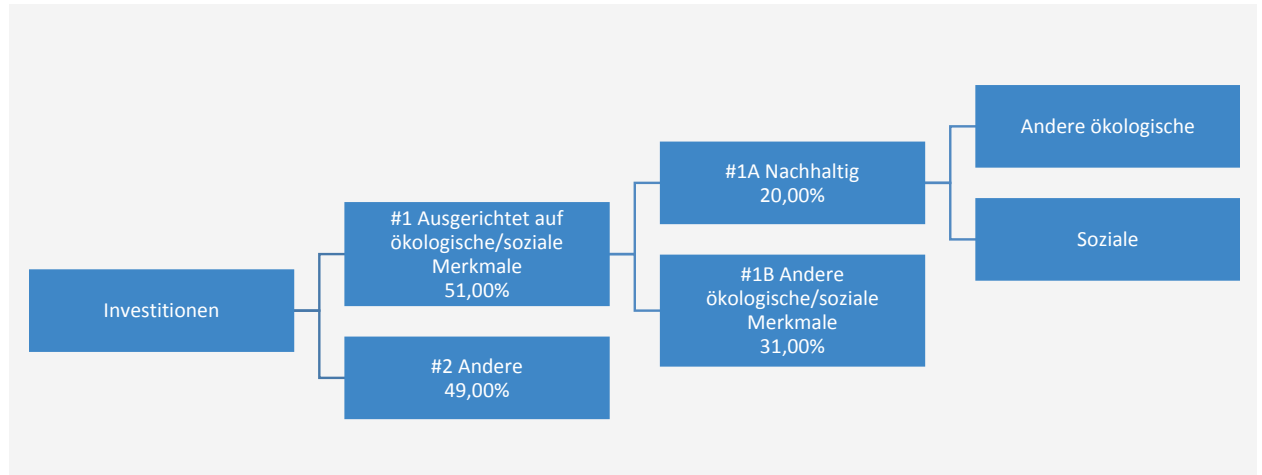 Investitionen
#1 Ausgerichtet auf
ökologische/soziale
Merkmale
51,00%
#2 Andere
49,00%
#1A Nachhaltig
20,00%
#1B Andere
ökologische/soziale
Merkmale
31,00%
Andere ökologische
Soziale